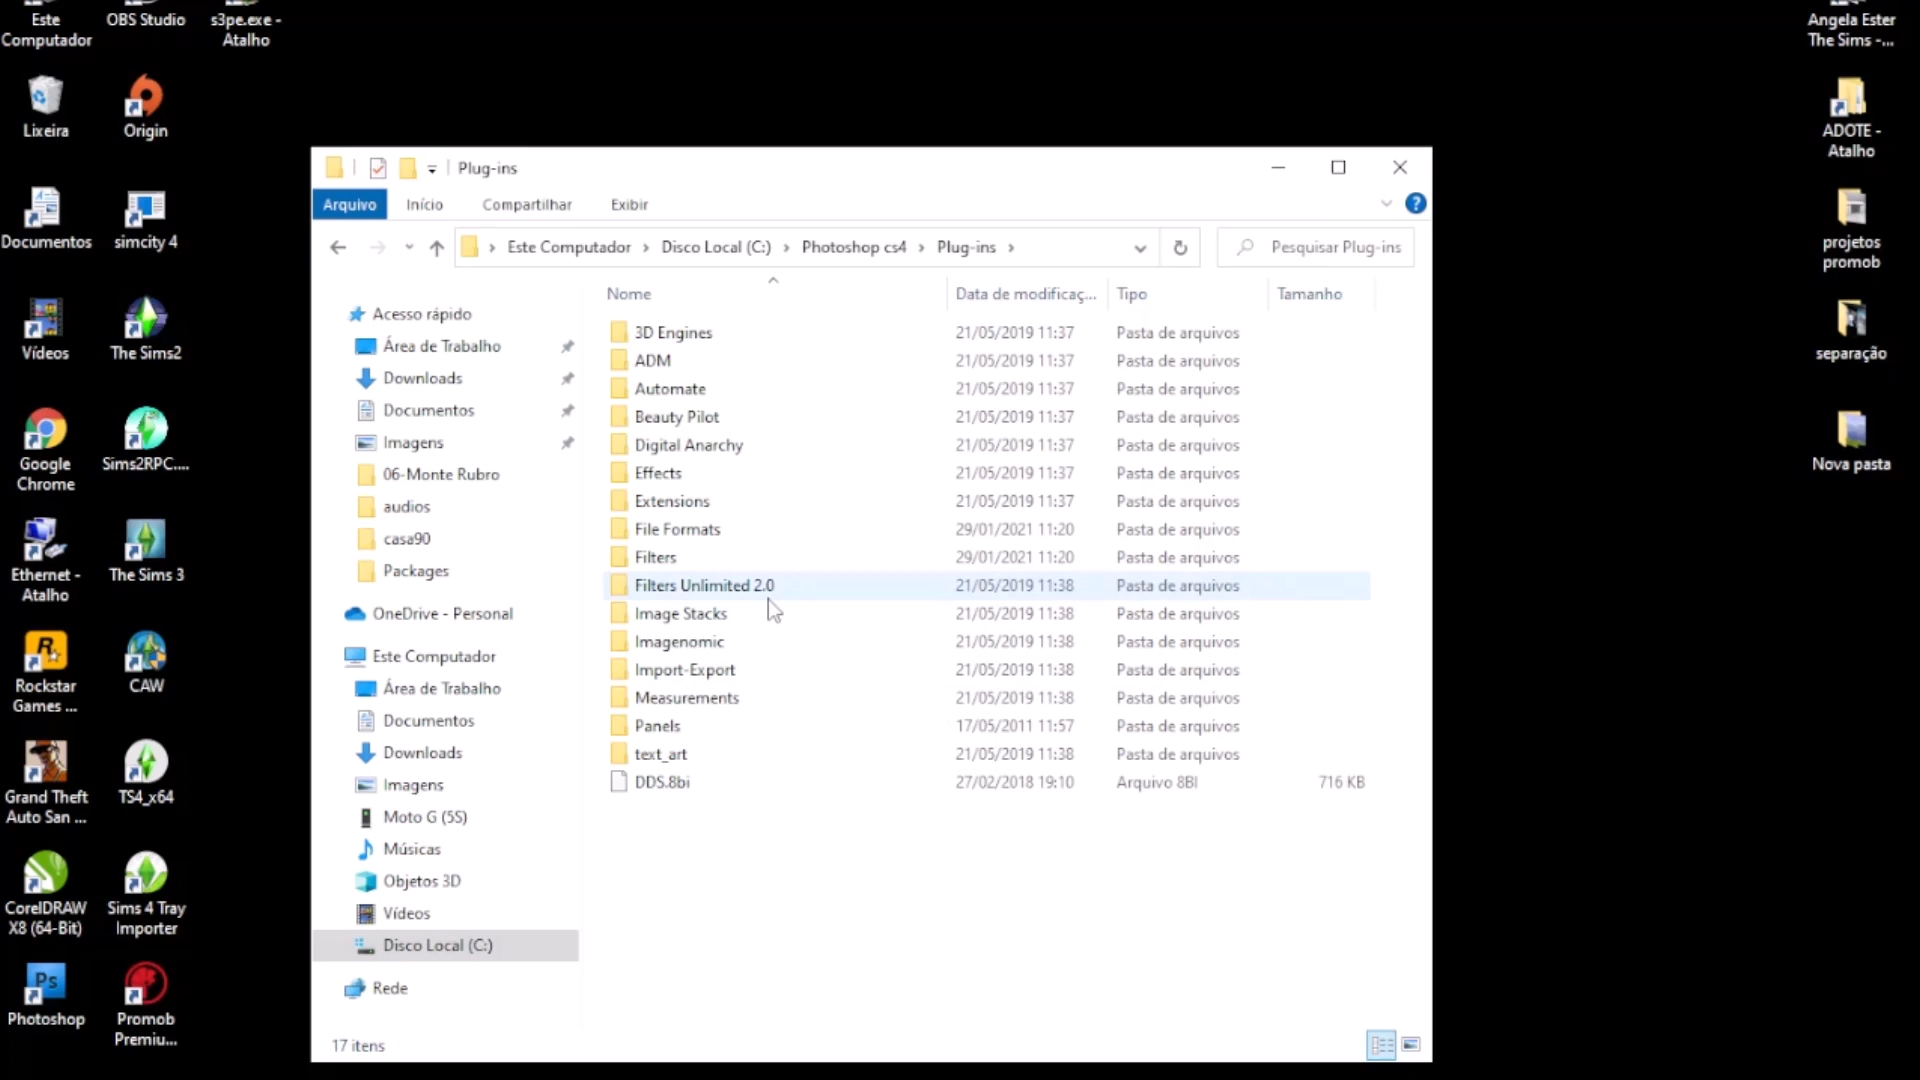 Este
Computador
OBS Studio
s3pe.exe -
Atalho
Lixeira
Origin
Documentos
simcity 4
Vídeos
The Sims2
Google
Chrome
Sims2RPC....
Ethernet -
Atalho
The Sims 3
Rockstar
Games ...
CAW
Grand Theft
Auto San ...
TS4_x64
CorelDRAW
X8 (64-Bit)
Sims 4 Tray
Importer
Ps
Photoshop
Promob
Premiu...
Plug-ins
Arquivo Início Compartilhar Exibir
Este Computador Disco Local (C:) Photoshop cs4 Plug-ins
Pesquisar Plug-ins
Acesso rápido
Área de Trabalho
Downloads
Documentos
Imagens
06-Monte Rubro
audios
casa90
Packages
OneDrive - Personal
Este Computador
Área de Trabalho
Documentos
Downloads
Imagens
Moto G (5S)
Músicas
Objetos 3D
Vídeos
Disco Local (C:)
Rede
Nome Data de modificaç... Tipo Tamanho
3D Engines 21/05/2019 11:37 Pasta de arquivos
ADM 21/05/2019 11:37 Pasta de arquivos
Automate 21/05/2019 11:37 Pasta de arquivos
Beauty Pilot 21/05/2019 11:37 Pasta de arquivos
Digital Anarchy 21/05/2019 11:37 Pasta de arquivos
Effects 21/05/2019 11:37 Pasta de arquivos
Extensions 21/05/2019 11:37 Pasta de arquivos
File Formats 29/01/2021 11:20 Pasta de arquivos
Filters 29/01/2021 11:20 Pasta de arquivos
Filters Unlimited 2.0 21/05/2019 11:38 Pasta de arquivos
Image Stacks 21/05/2019 11:38 Pasta de arquivos
Imagenomic 21/05/2019 11:38 Pasta de arquivos
Import-Export 21/05/2019 11:38 Pasta de arquivos
Measurements 21/05/2019 11:38 Pasta de arquivos
Panels 17/05/2011 11:57 Pasta de arquivos
text_art 21/05/2019 11:38 Pasta de arquivos
DDS.8bi 27/02/2018 19:10 Arquivo 8BI 716 KB
17 itens
Angela Ester
The Sims -...
ADOTE -
Atalho
projetos
promob
separação
Nova pasta